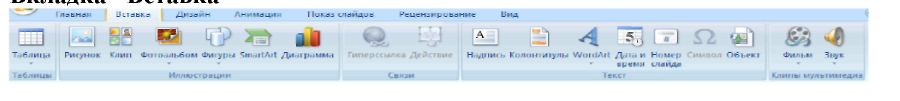 Вкладка Вставка
Главная Вставка Дизайн Анимация Показ слайдов Рецензирование Вид
Таблица Рисунок Клип Фотоальбом Фигуры SmartArt Диаграмма Гиперссылка Действие Надпись Колонтитулы WordArt Дата и время Номер слайда Символ Объект Фильм Звук
Таблицы Иллюстрации Связи Текст Клипы мультимедиа